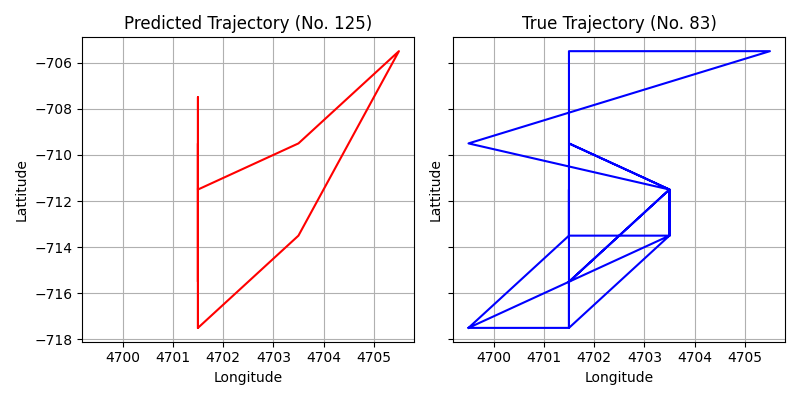 Predicted Trajectory (No. 125)
True Trajectory (No. 83)
Lattitude
−706
−708
−710
−712
−714
−716
−718
4700 4701 4702 4703 4704 4705
Longitude
Lattitude
4700 4701 4702 4703 4704 4705
Longitude